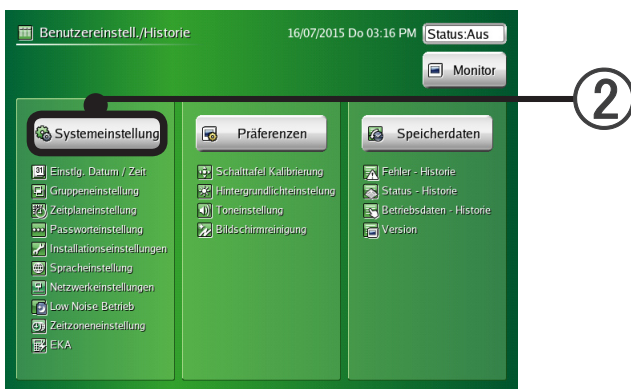 Benutzereinstell./Historie
16/07/2015 Do 03:16 PM
Status:Aus
Monitor
2
Systemeinstellung
Einstlg. Datum / Zeit
Gruppeneinstellung
Zeitplaneinstellung
Passworteinstellung
Installationseinstellungen
Spracheinstellung
Netzwerkeinstellungen
Low Noise Betrieb
Zeitzoneneinstellung
EKA
Präferenzen
Schalttafel Kalibrierung
Hintergrundlichteinstelung
Toneinstellung
Bildschirmreinigung
Speicherdaten
Fehler - Historie
Status - Historie
Betriebsdaten - Historie
Version